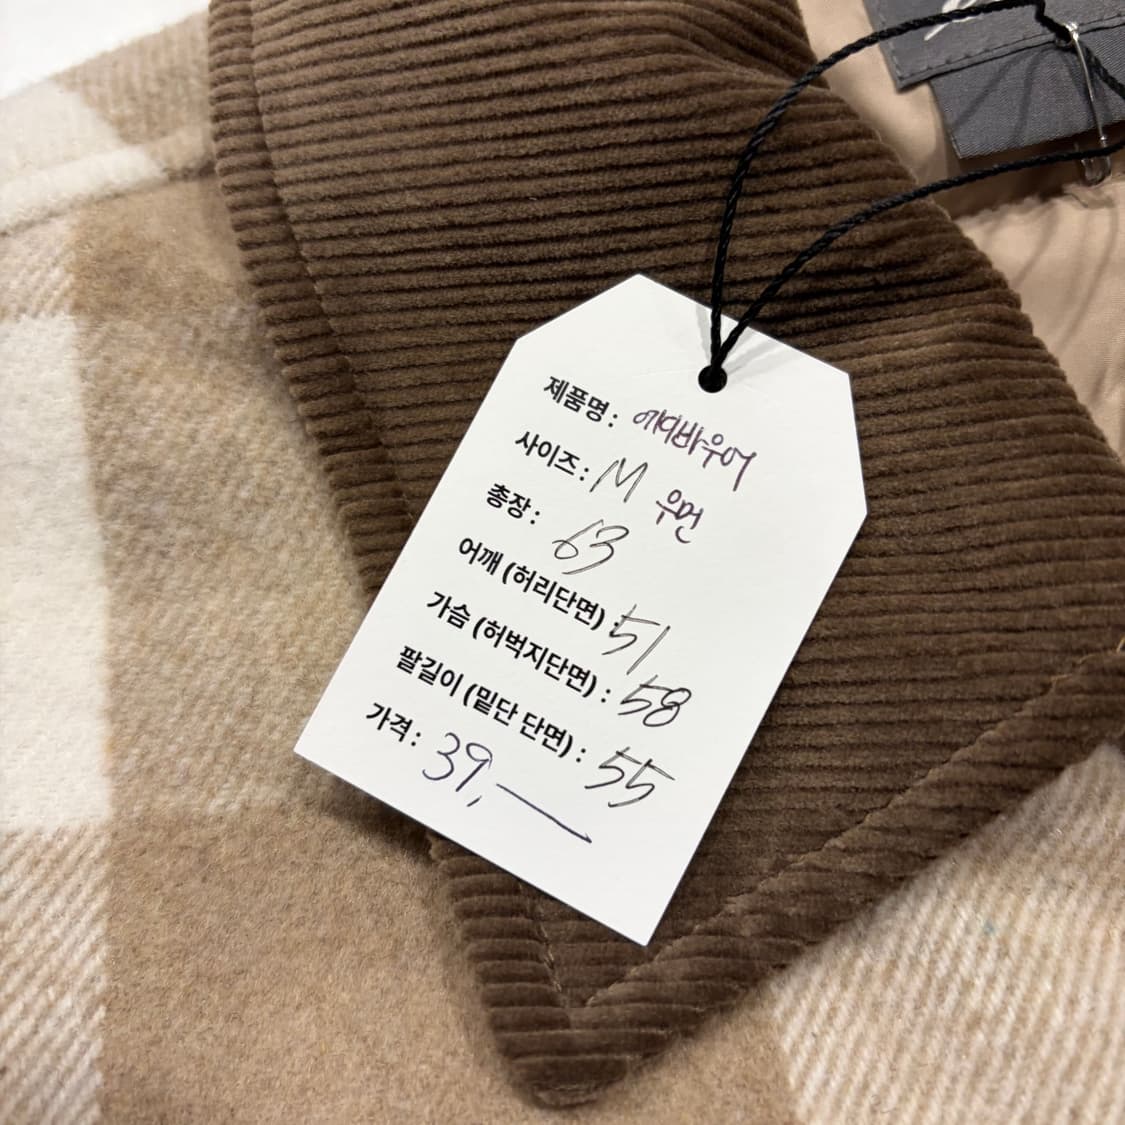 제품명: 에디바우어
사이즈: M 우먼
총장: 63
어깨 (허리단면) : 51
가슴 (허벅지단면) : 58
팔길이 (밑단 단면) : 55
가격: 39,—